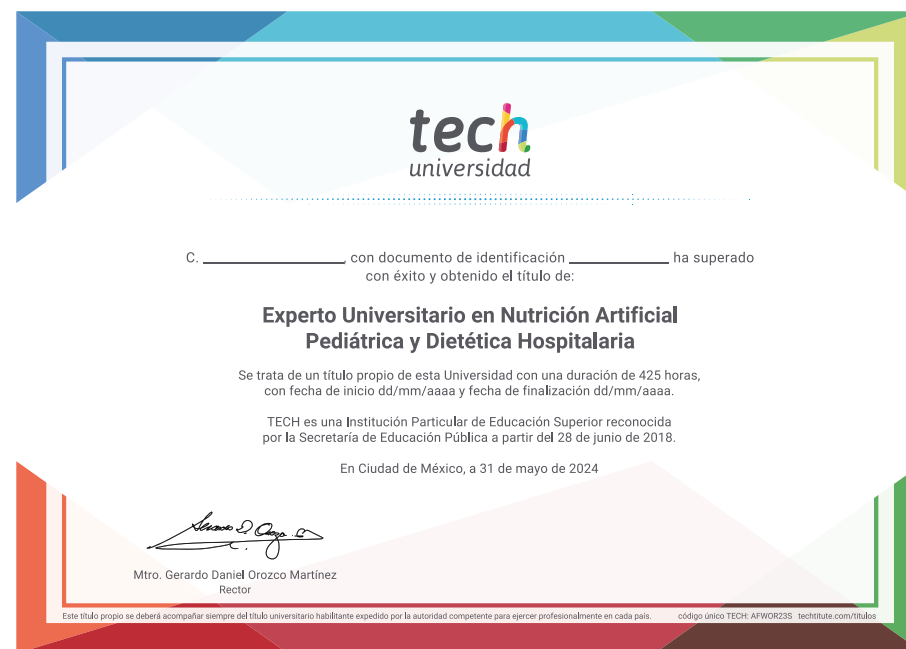 tech
universidad
C. ____________________, con documento de identificación ______________ ha superado
con éxito y obtenido el título de:
Experto Universitario en Nutrición Artificial
Pediátrica y Dietética Hospitalaria
Se trata de un título propio de esta Universidad con una duración de 425 horas,
con fecha de inicio dd/mm/aaaa y fecha de finalización dd/mm/aaaa.
TECH es una Institución Particular de Educación Superior reconocida
por la Secretaría de Educación Pública a partir del 28 de junio de 2018.
En Ciudad de México, a 31 de mayo de 2024
Mtro. Gerardo Daniel Orozco Martínez
Rector
Este título propio se deberá acompañar siempre del título universitario habilitante expedido por la autoridad competente para ejercer profesionalmente en cada país. código único TECH: AFWOR23S techtitute.com/titulos